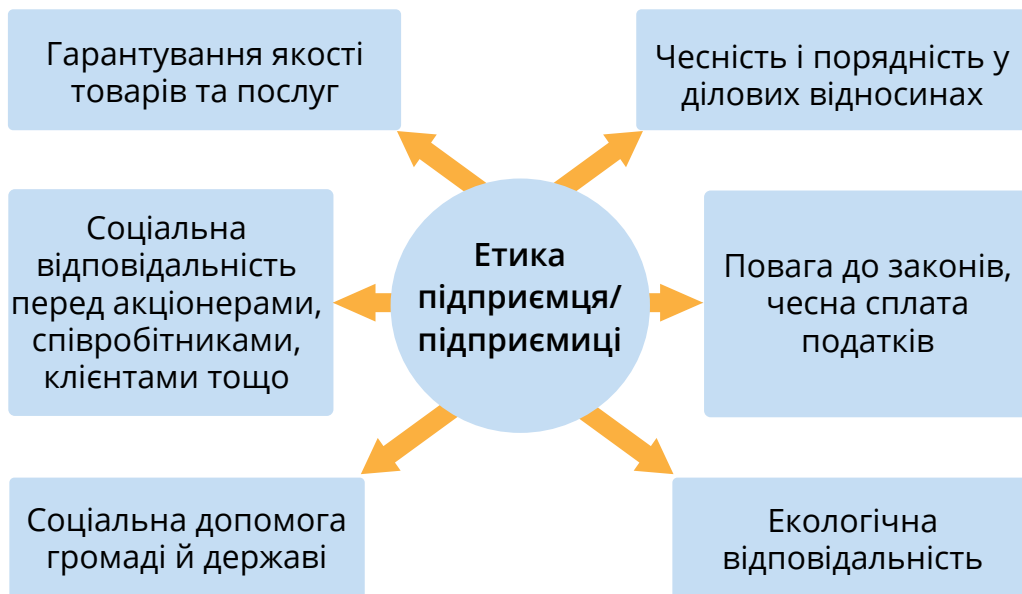 Гарантування якості
товарів та послуг
Чесність і порядність у
ділових відносинах
Соціальна
відповідальність
перед акціонерами,
співробітниками,
клієнтами тощо
Етика
підприємця/
підприємиці
Повага до законів,
чесна сплата
податків
Соціальна допомога
громаді й державі
Екологічна
відповідальність